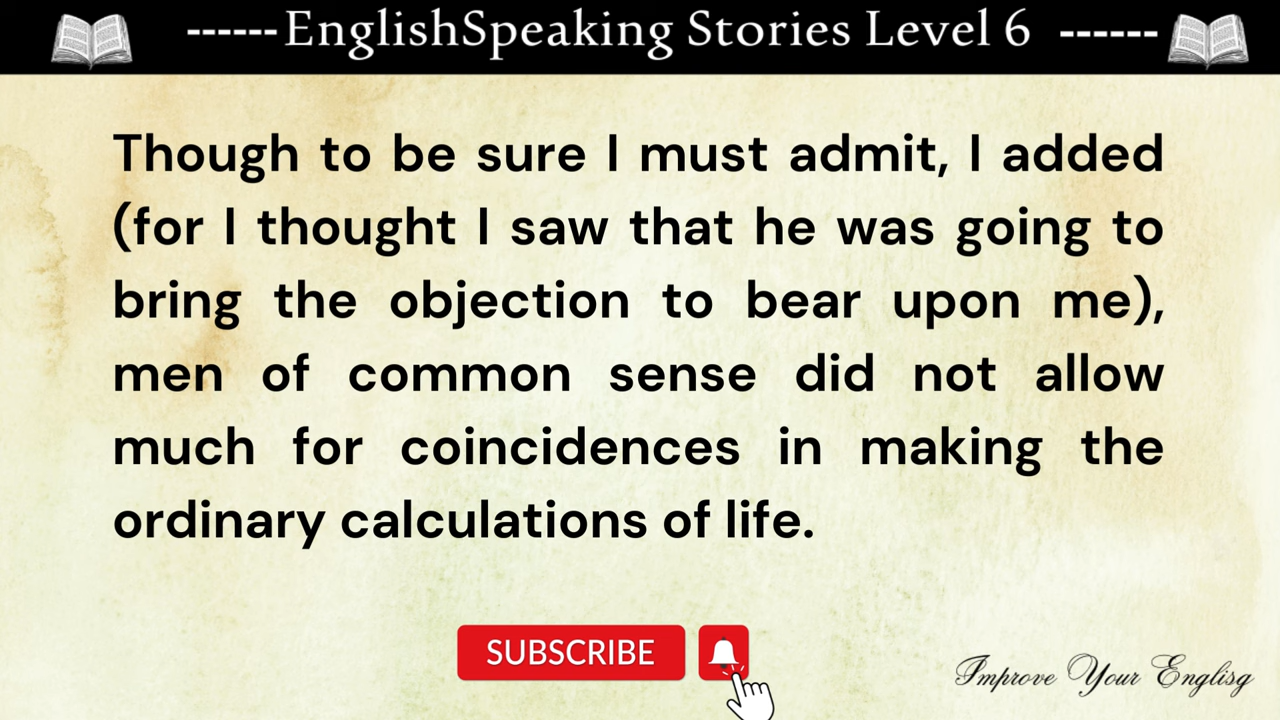 ------EnglishSpeaking Stories Level 6 ------
Though to be sure I must admit, I added
(for I thought I saw that he was going to
bring the objection to bear upon me),
men of common sense did not allow
much for coincidences in making the
ordinary calculations of life.
SUBSCRIBE
Improve Your Englisg